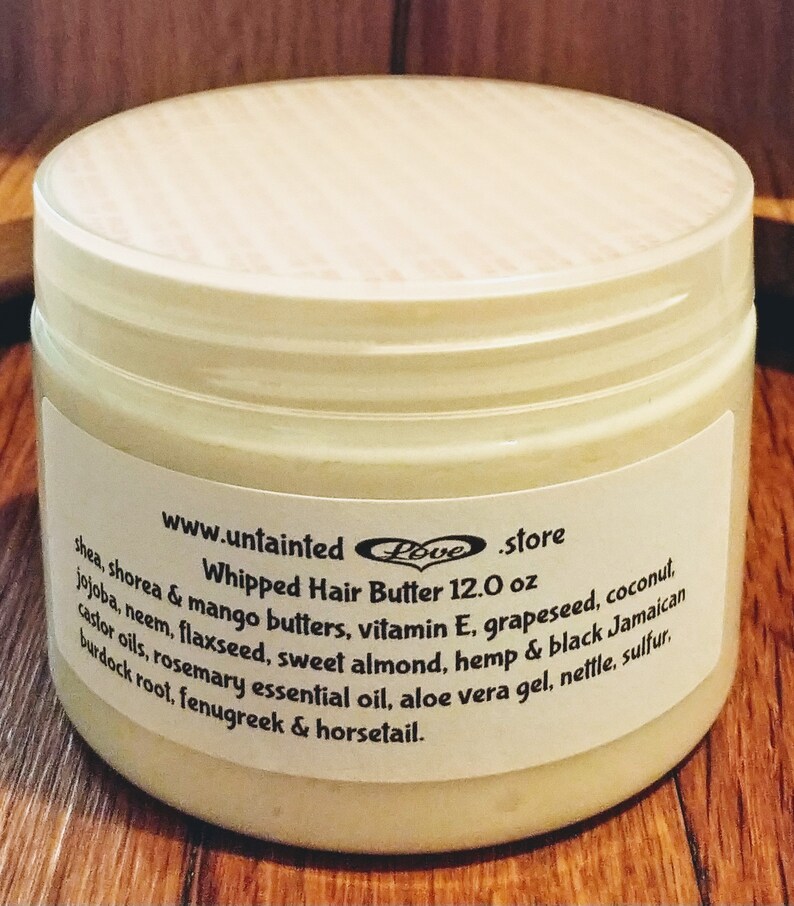 www.untainted Love .store
Whipped Hair Butter 12.0 oz
shea, shorea & mango butters, vitamin E, grapeseed, coconut,
jojoba, neem, flaxseed, sweet almond, hemp & black Jamaican
castor oils, rosemary essential oil, aloe vera gel, nettle, sulfur,
burdock root, fenugreek & horsetail.